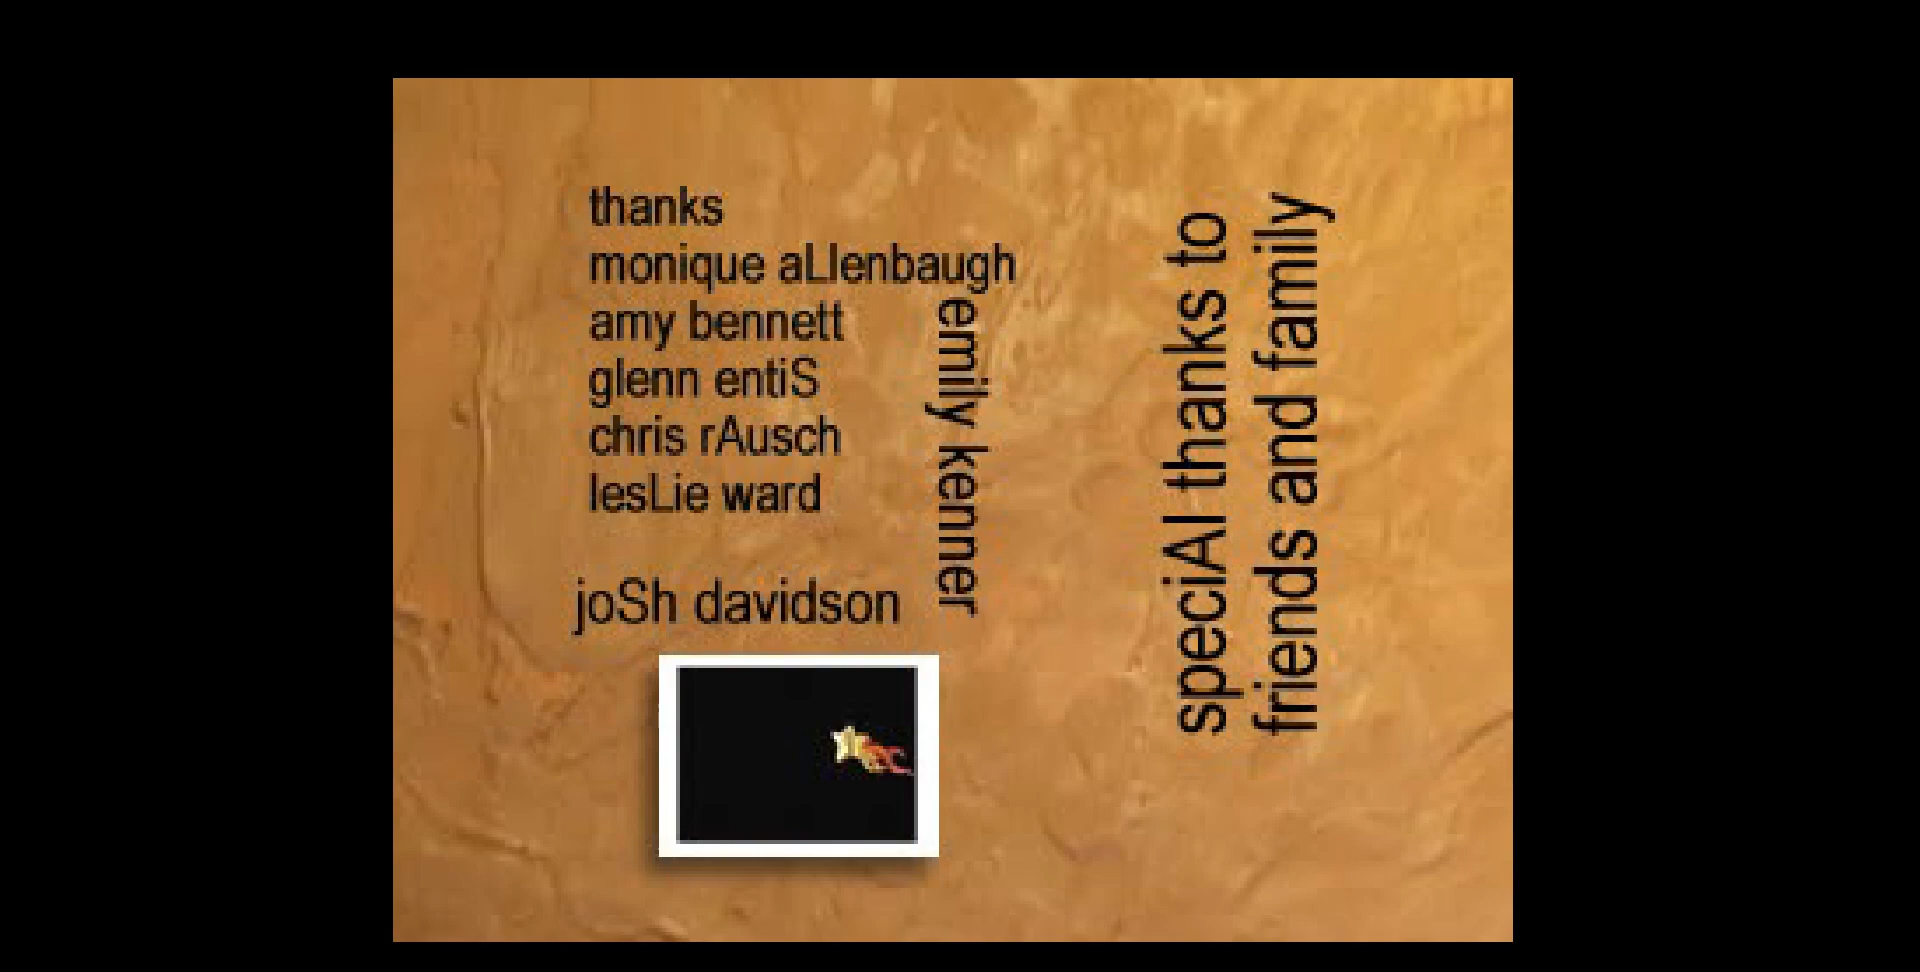 thanks
monique aLlenbaugh
amy bennett
glenn entiS
chris rAusch
lesLie ward
joSh davidson
emily kenner
speciAl thanks to
friends and family